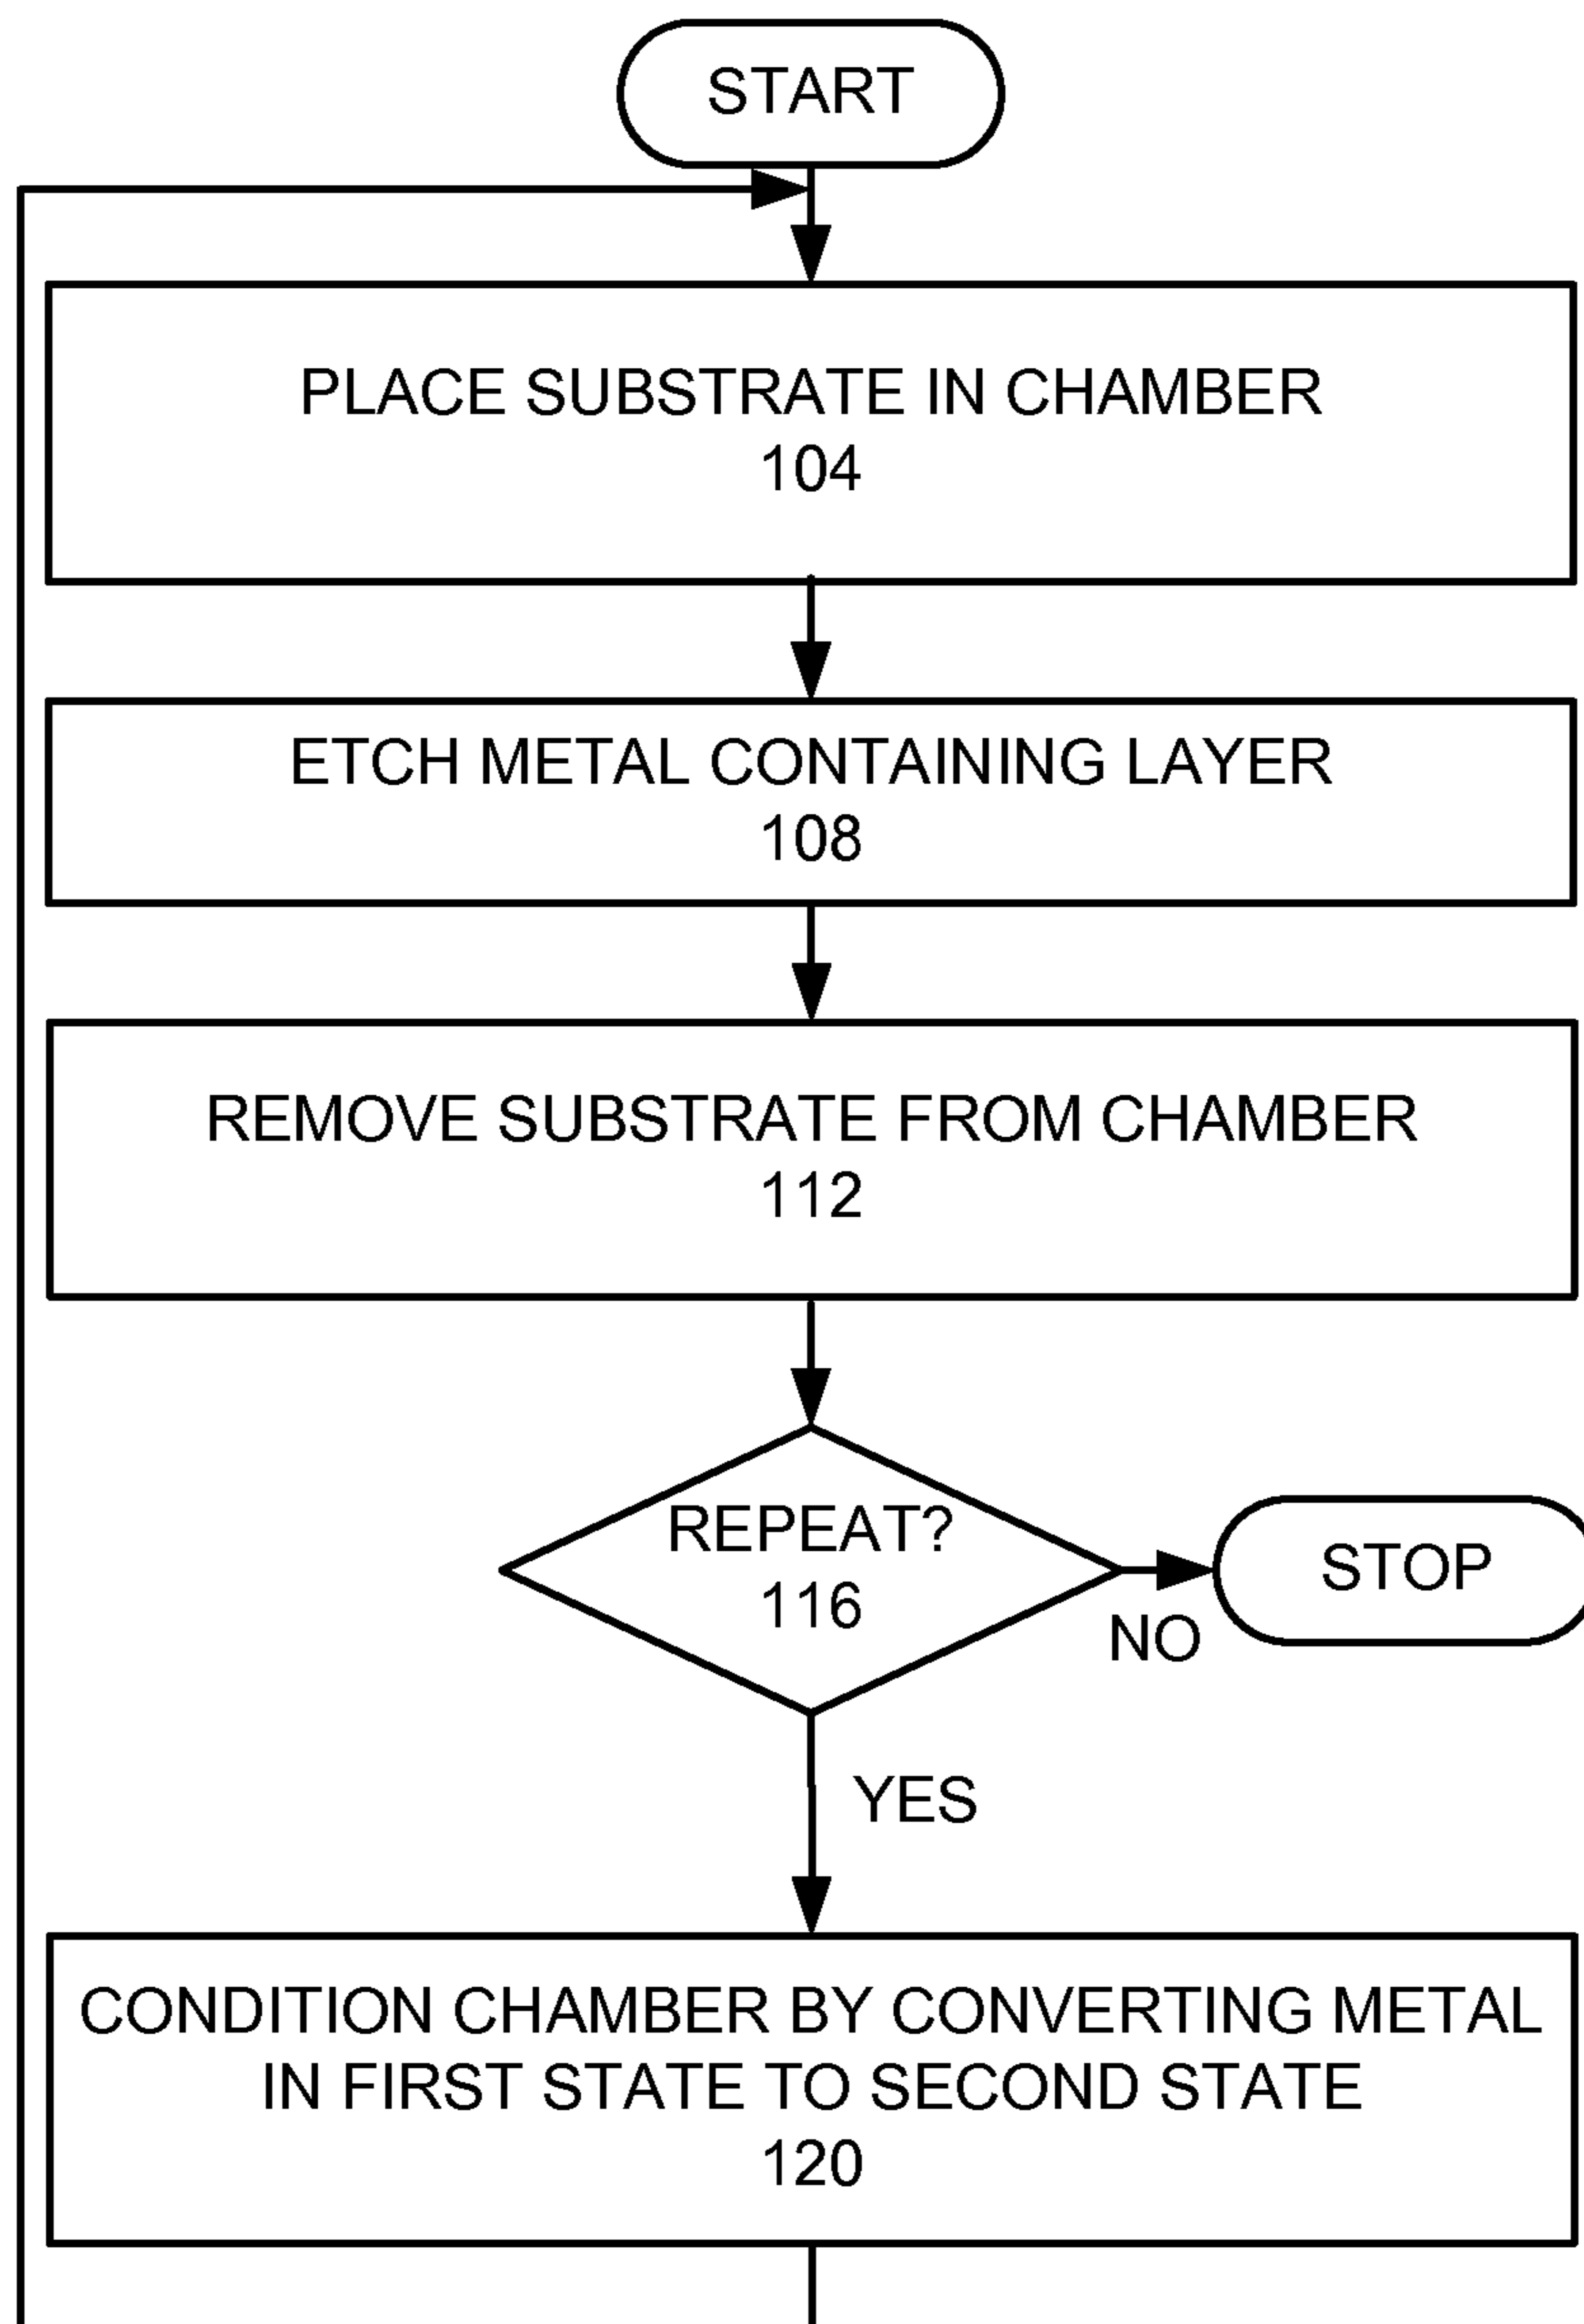 START
PLACE SUBSTRATE IN CHAMBER
104
ETCH METAL CONTAINING LAYER
108
REMOVE SUBSTRATE FROM CHAMBER
112
REPEAT?
116
STOP
NO
YES
CONDITION CHAMBER BY CONVERTING METAL
IN FIRST STATE TO SECOND STATE
120